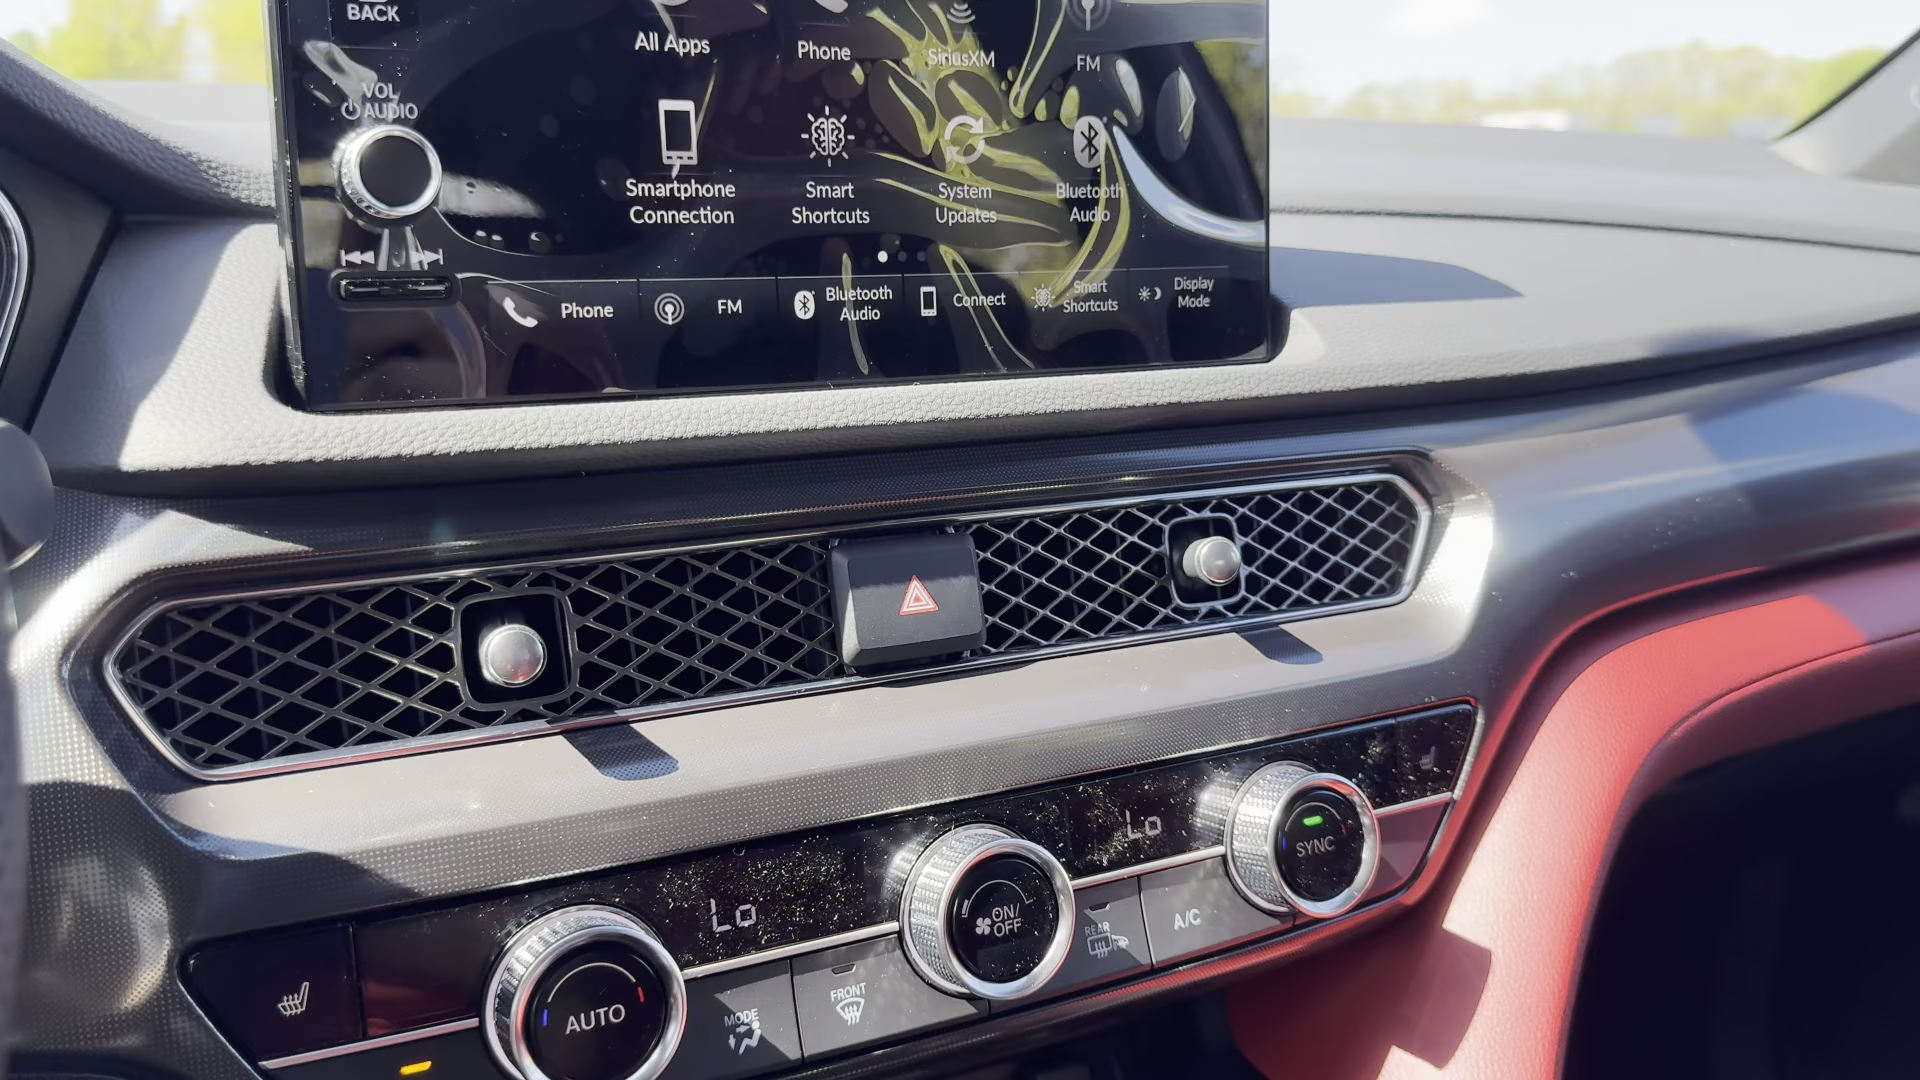 BACK
VOL
AUDIO
All Apps
Phone
SiriusXM
FM
Smartphone
Connection
Smart
Shortcuts
System
Updates
Bluetooth
Audio
Phone
FM
Bluetooth
Audio
Connect
Smart
Shortcuts
Display
Mode
Lo
Lo
AUTO
MODE
FRONT
ON/
OFF
REAR
A/C
SYNC